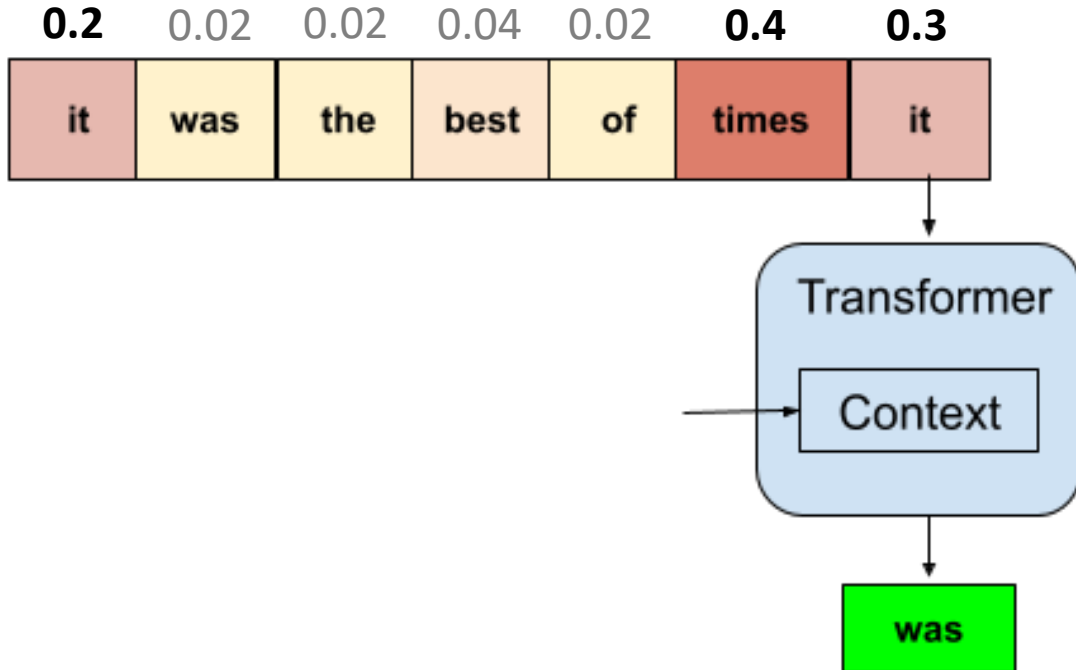 0.2 0.02 0.02 0.04 0.02 0.4 0.3
it was the best of times it
Transformer
Context
was